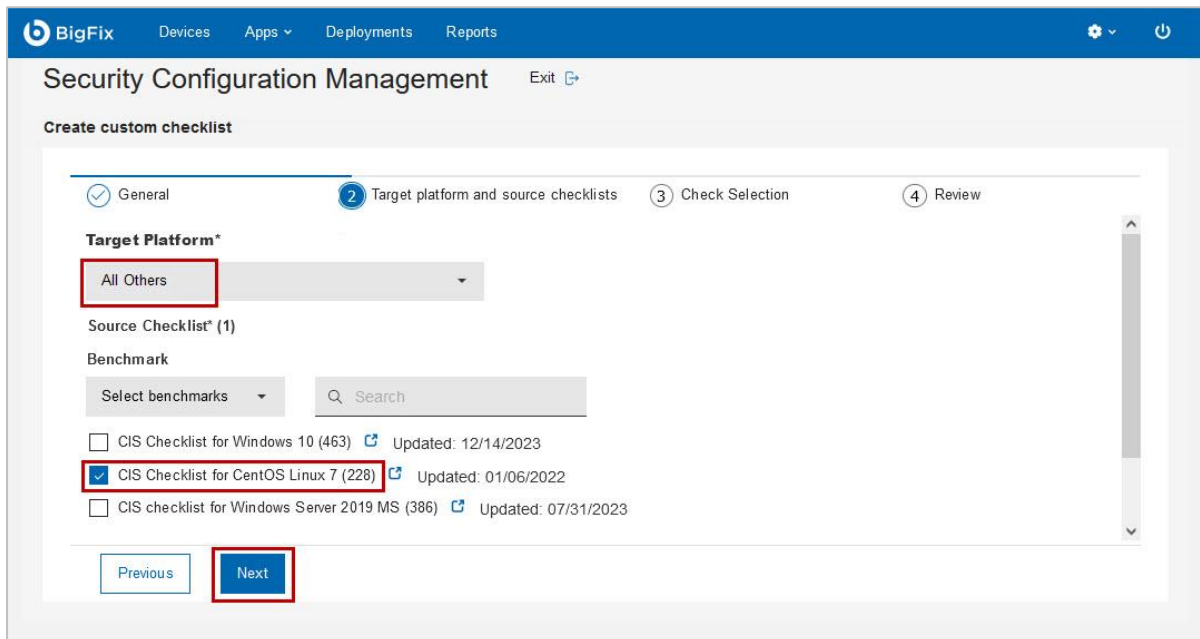 BigFix Devices Apps Deployments Reports
Security Configuration Management Exit
Create custom checklist
General 2 Target platform and source checklists 3 Check Selection 4 Review
Target Platform*
All Others
Source Checklist* (1)
Benchmark
Select benchmarks Search
CIS Checklist for Windows 10 (463) Updated: 12/14/2023
CIS Checklist for CentOS Linux 7 (228) Updated: 01/06/2022
CIS checklist for Windows Server 2019 MS (386) Updated: 07/31/2023
Previous Next